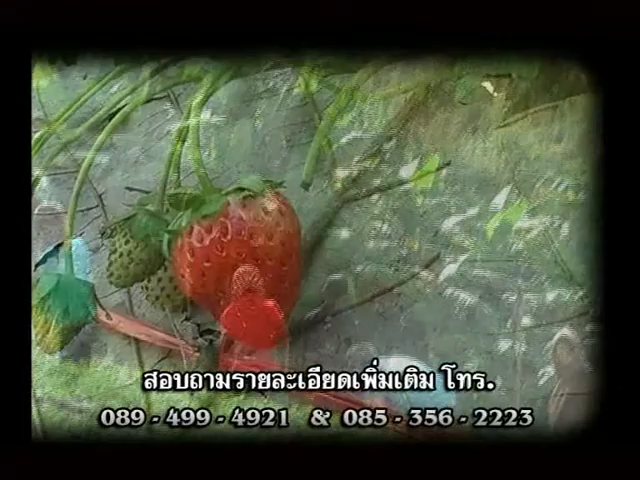 สอบถามรายละเอียดเพิ่มเติม โทร.
089 - 499 - 4921 & 085 - 356 - 2223